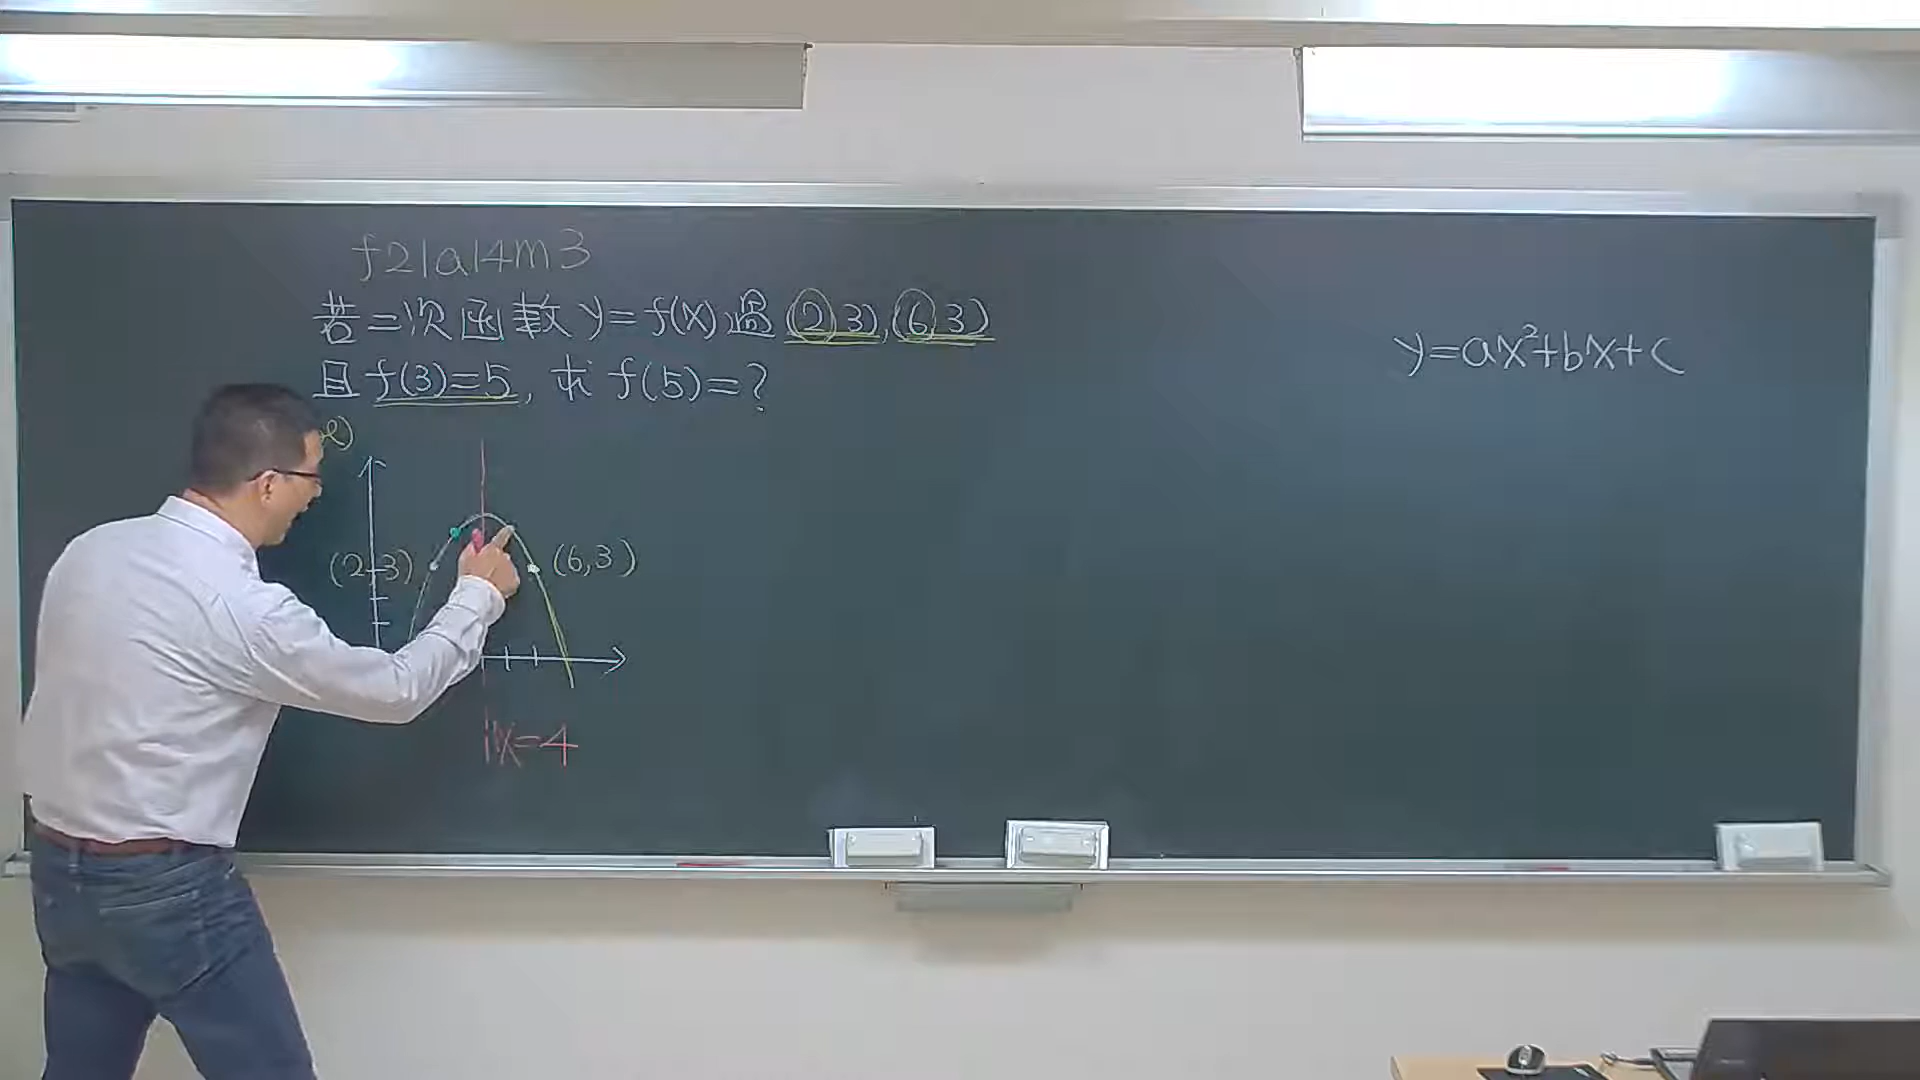 f21a14m3
若二次函數 y=f(x) 過 (2,3),(6,3)
且 f(3)=5, 求 f(5)=?
y=ax²+bx+c
(2,3)
(6,3)
x=4